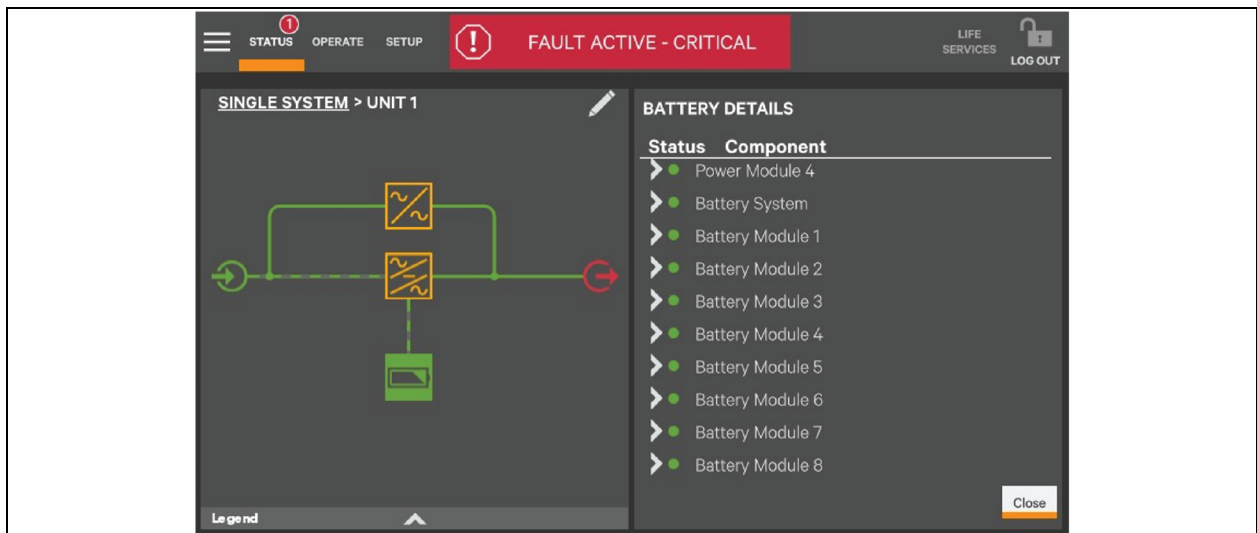 1
STATUS OPERATE SETUP
FAULT ACTIVE - CRITICAL
LIFE
SERVICES
LOG OUT
SINGLE SYSTEM > UNIT 1
BATTERY DETAILS
Status Component
Power Module 4
Battery System
Battery Module 1
Battery Module 2
Battery Module 3
Battery Module 4
Battery Module 5
Battery Module 6
Battery Module 7
Battery Module 8
Close
Legend